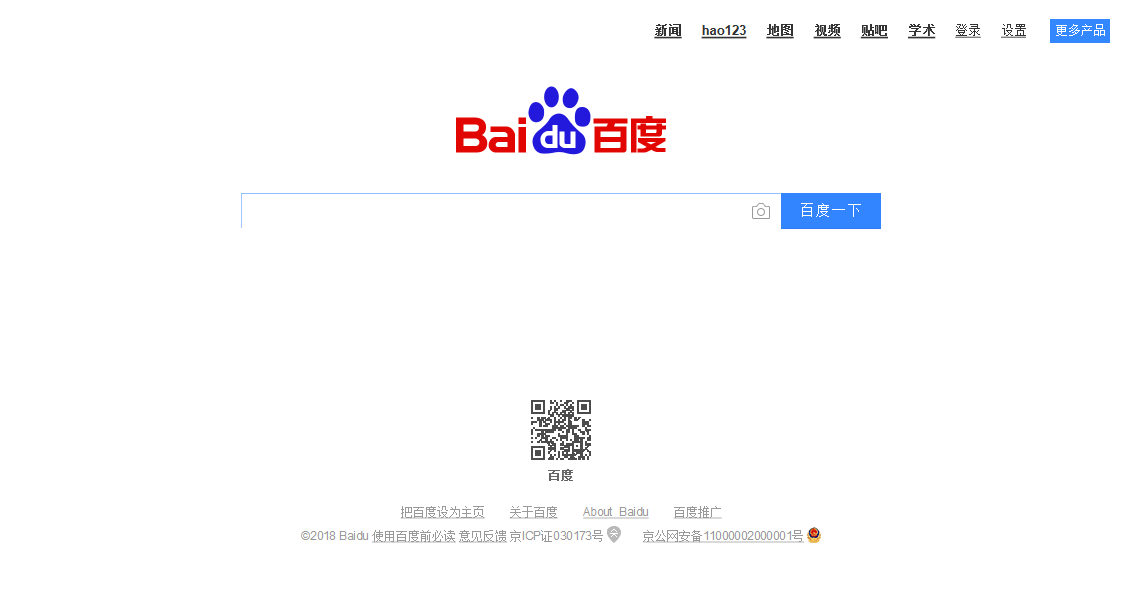 新闻 hao123 地图 视频 贴吧 学术 登录 设置 更多产品
Bai du 百度
百度一下
百度
把百度设为主页 关于百度 About Baidu 百度推广
©2018 Baidu 使用百度前必读 意见反馈 京ICP证030173号 京公网安备11000002000001号